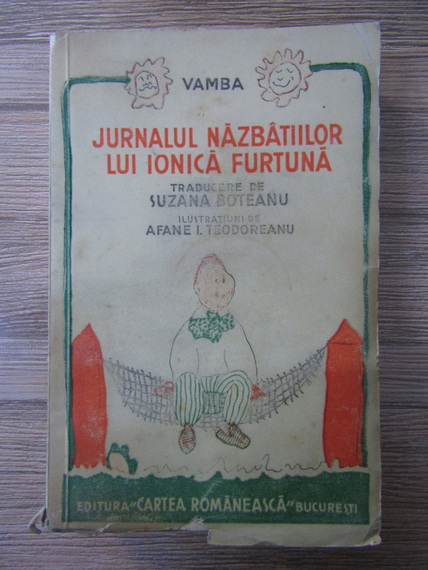 VAMBA
JURNALUL NĂZBÂTIILOR
LUI IONICĂ FURTUNĂ
TRADUCERE DE
SUZANA BOTEANU
ILUSTRAȚIUNI DE
AFANE I. TEODOREANU
EDITURA "CARTEA ROMÂNEASCĂ" BUCUREȘTI